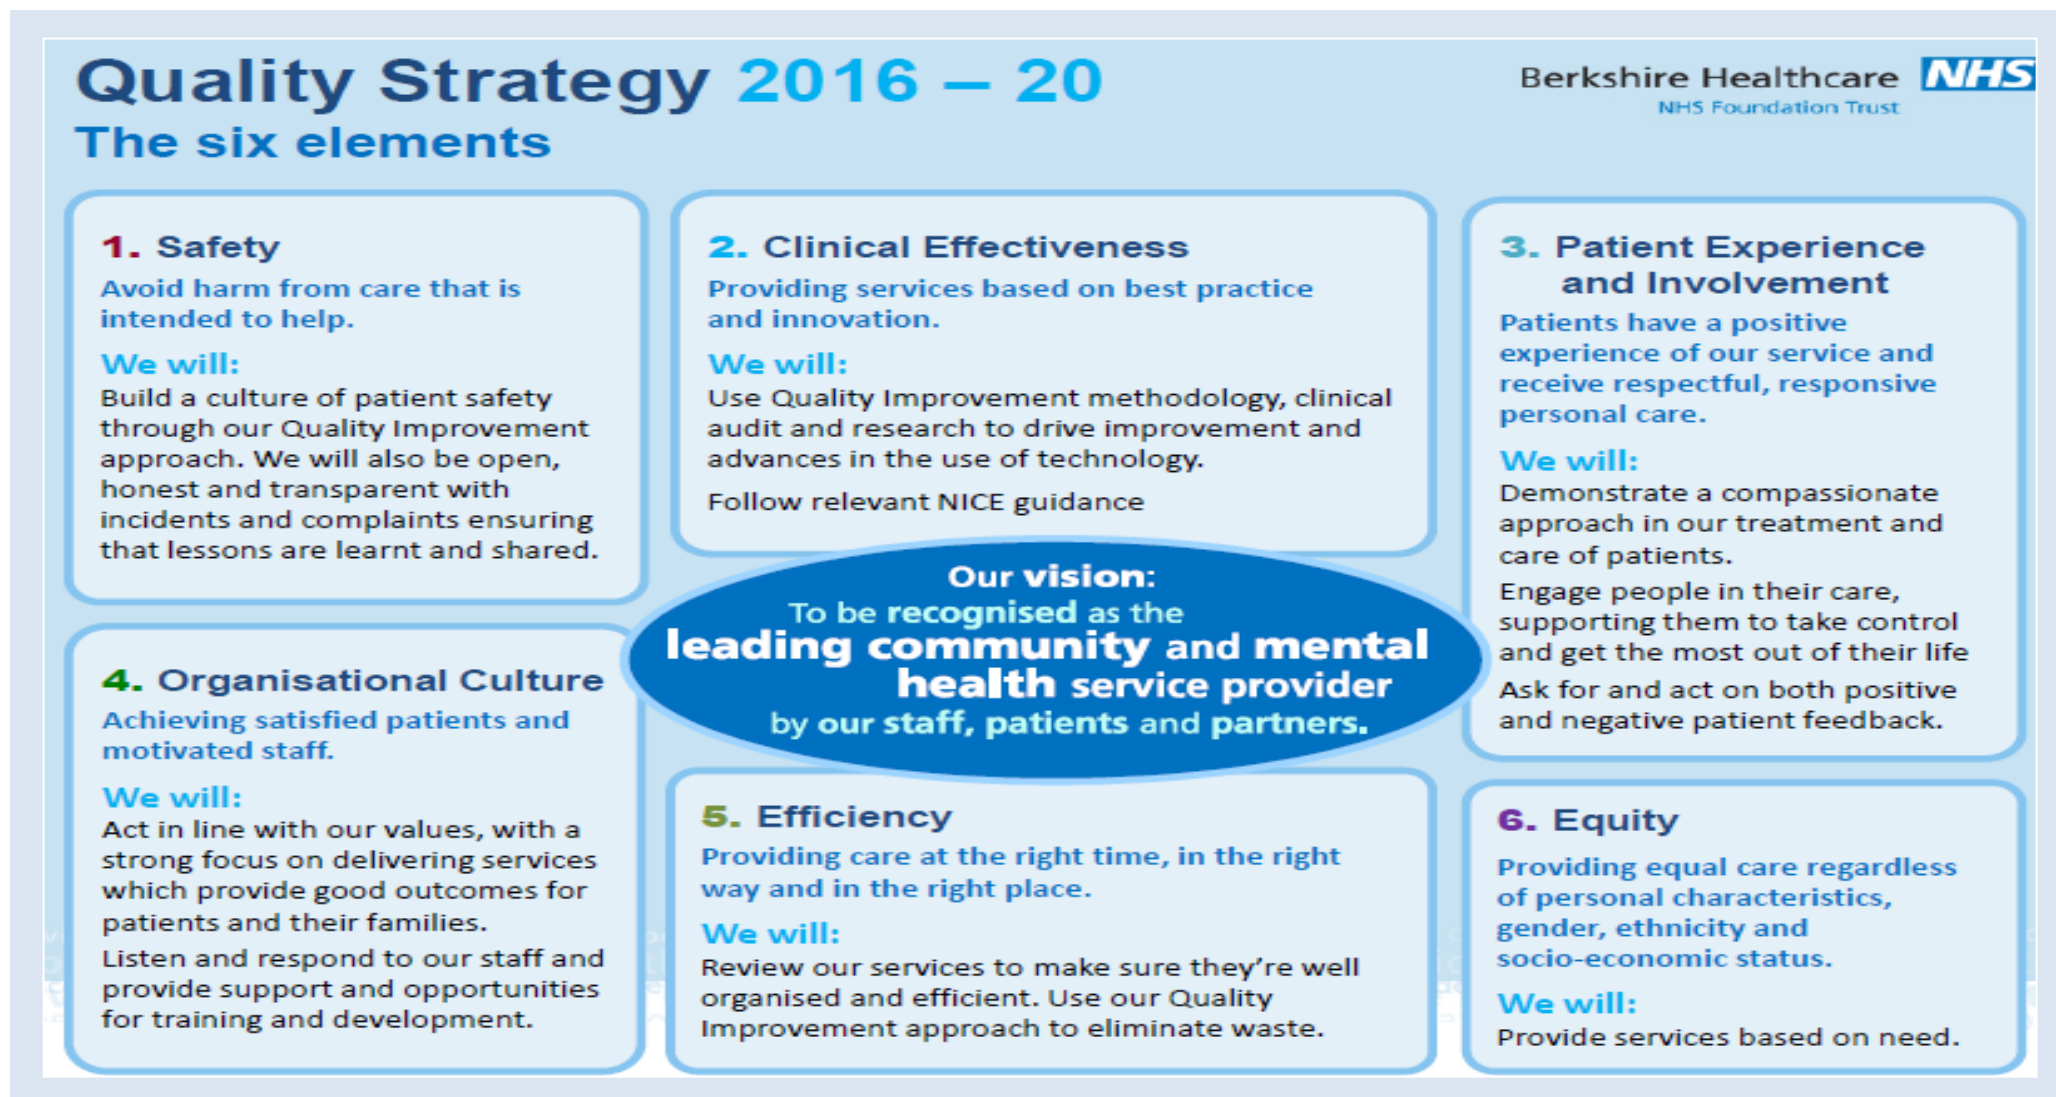 Quality Strategy 2016 – 20
The six elements
Berkshire Healthcare NHS
NHS Foundation Trust
1. Safety
Avoid harm from care that is
intended to help.
We will:
Build a culture of patient safety
through our Quality Improvement
approach. We will also be open,
honest and transparent with
incidents and complaints ensuring
that lessons are learnt and shared.
2. Clinical Effectiveness
Providing services based on best practice
and innovation.
We will:
Use Quality Improvement methodology, clinical
audit and research to drive improvement and
advances in the use of technology.
Follow relevant NICE guidance
3. Patient Experience
and Involvement
Patients have a positive
experience of our service and
receive respectful, responsive
personal care.
We will:
Demonstrate a compassionate
approach in our treatment and
care of patients.
Engage people in their care,
supporting them to take control
and get the most out of their life
Ask for and act on both positive
and negative patient feedback.
Our vision:
To be recognised as the
leading community and mental
health service provider
by our staff, patients and partners.
4. Organisational Culture
Achieving satisfied patients and
motivated staff.
We will:
Act in line with our values, with a
strong focus on delivering services
which provide good outcomes for
patients and their families.
Listen and respond to our staff and
provide support and opportunities
for training and development.
5. Efficiency
Providing care at the right time, in the right
way and in the right place.
We will:
Review our services to make sure they’re well
organised and efficient. Use our Quality
Improvement approach to eliminate waste.
6. Equity
Providing equal care regardless
of personal characteristics,
gender, ethnicity and
socio-economic status.
We will:
Provide services based on need.